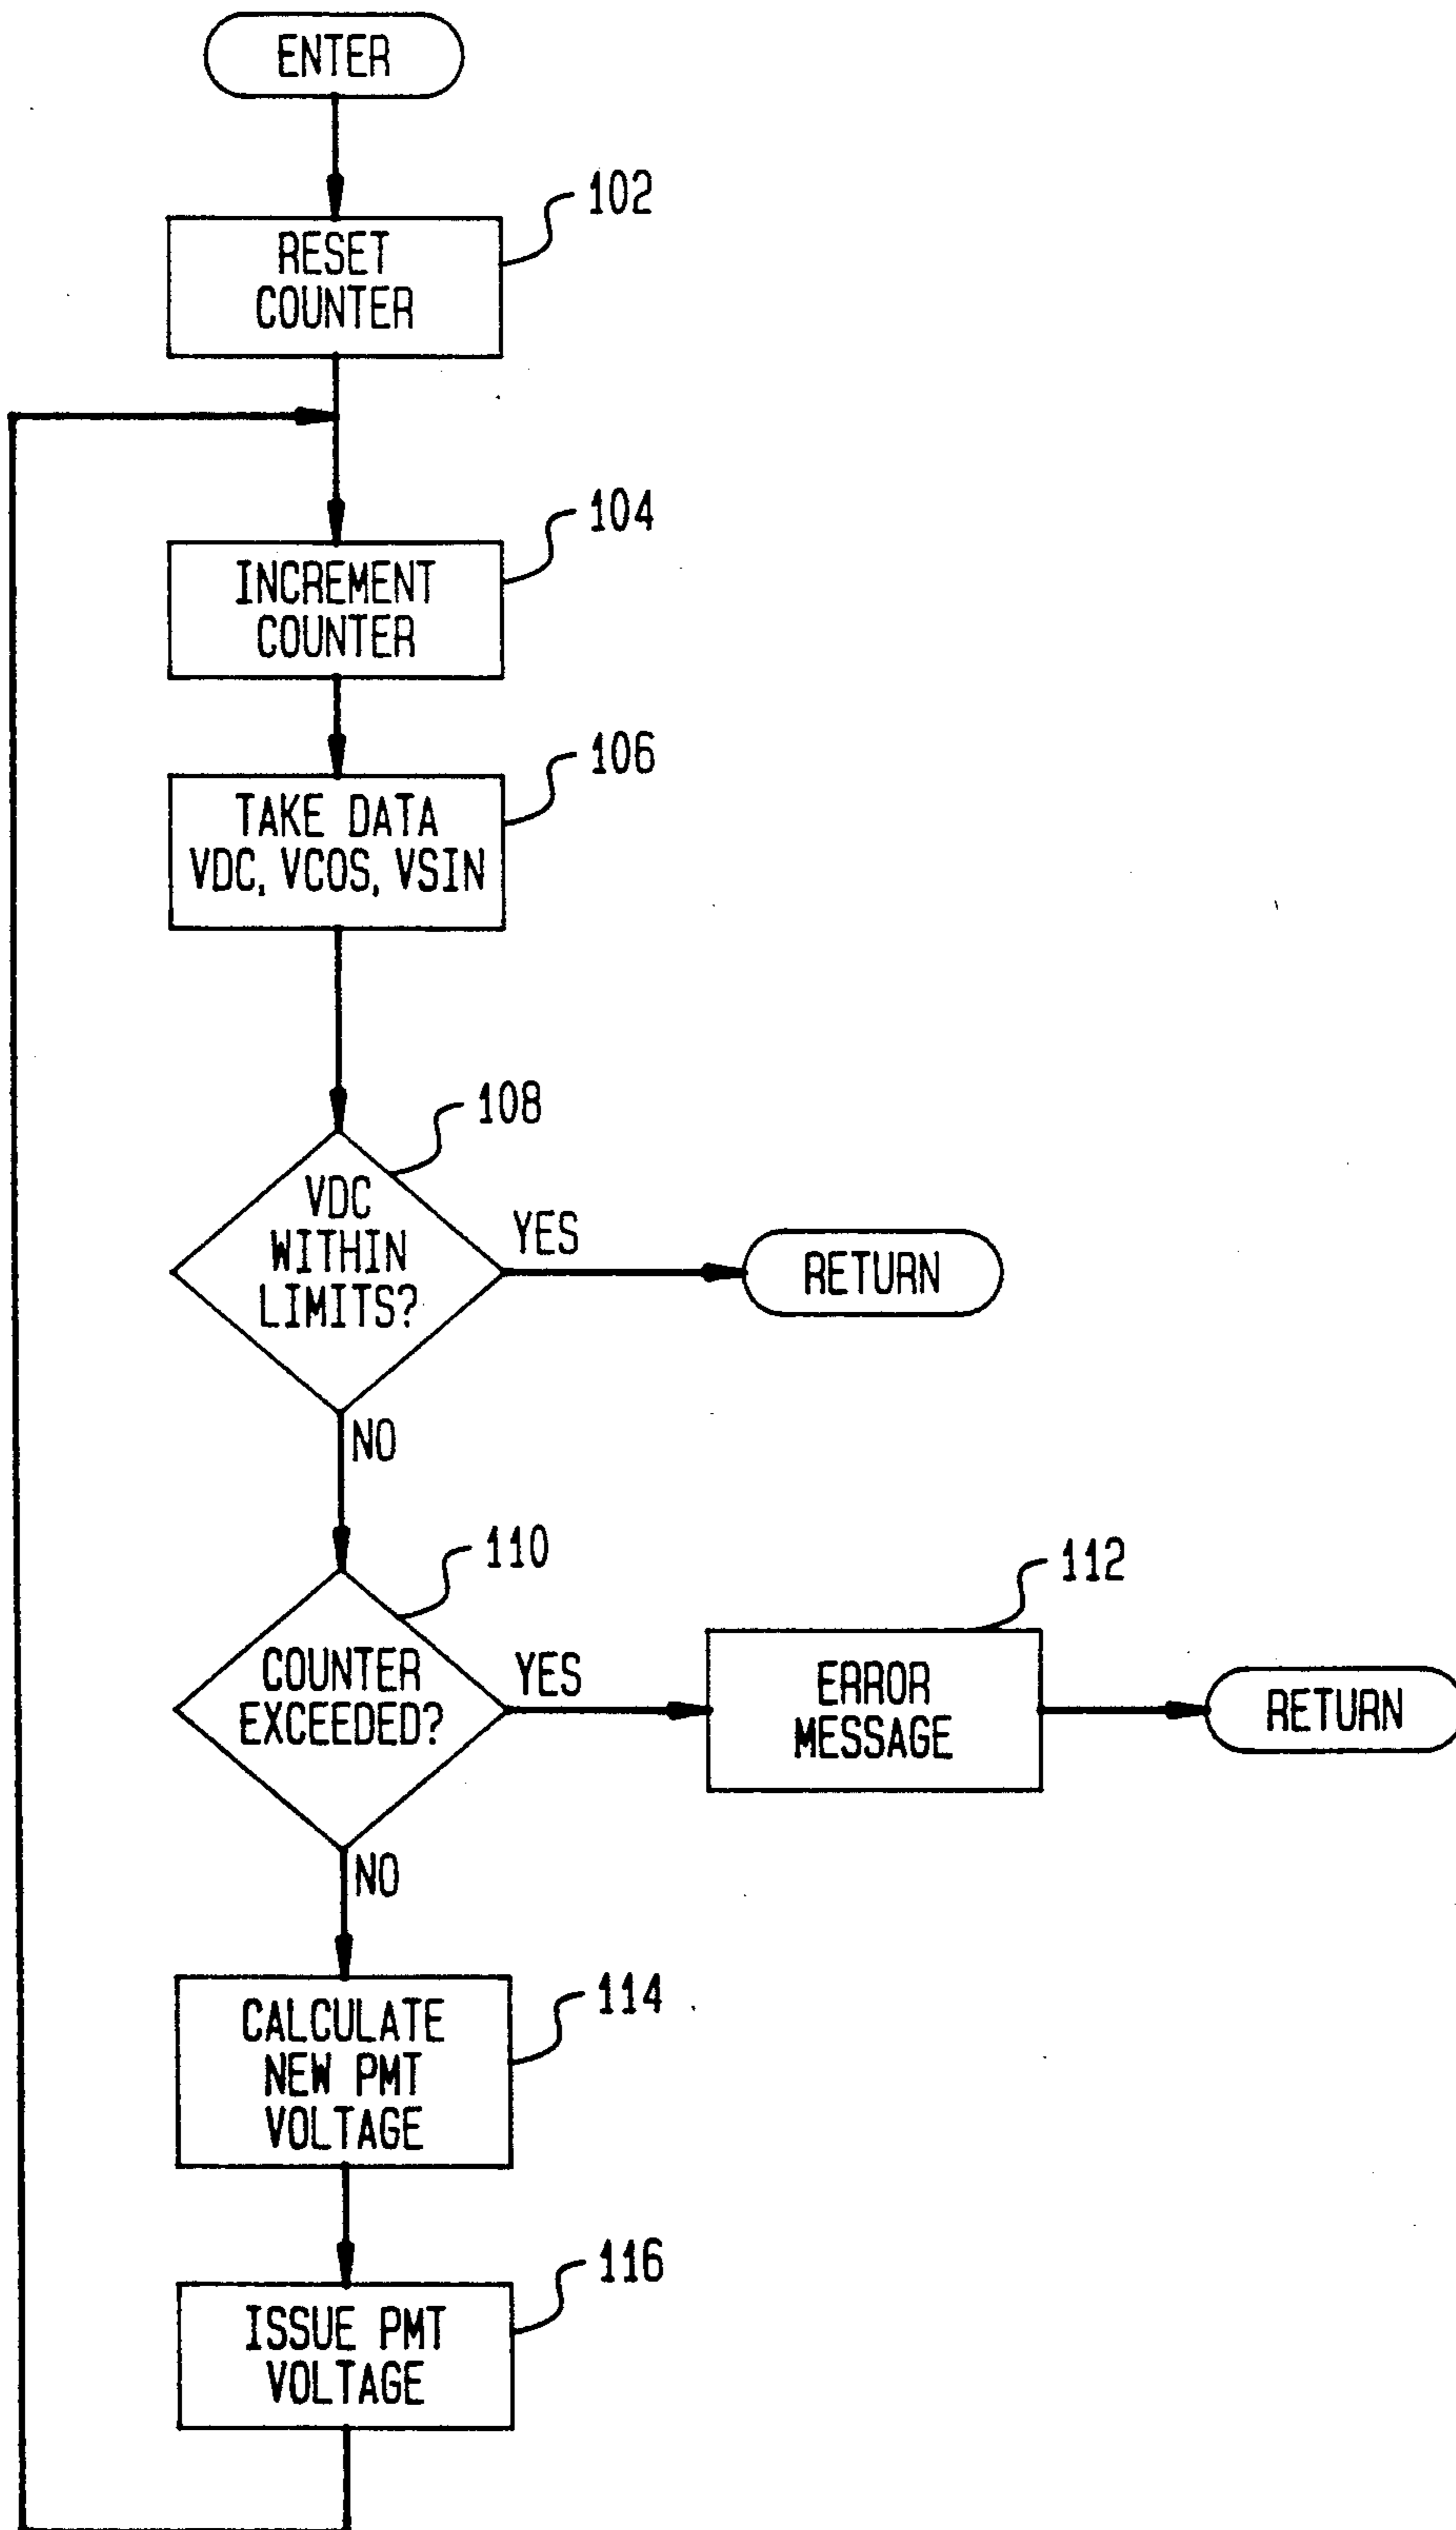 ENTER
102
RESET
COUNTER
104
INCREMENT
COUNTER
106
TAKE DATA
VDC, VCOS, VSIN
108
VDC
WITHIN
LIMITS?
YES
RETURN
NO
110
COUNTER
EXCEEDED?
YES
112
ERROR
MESSAGE
RETURN
NO
114
CALCULATE
NEW PMT
VOLTAGE
116
ISSUE PMT
VOLTAGE